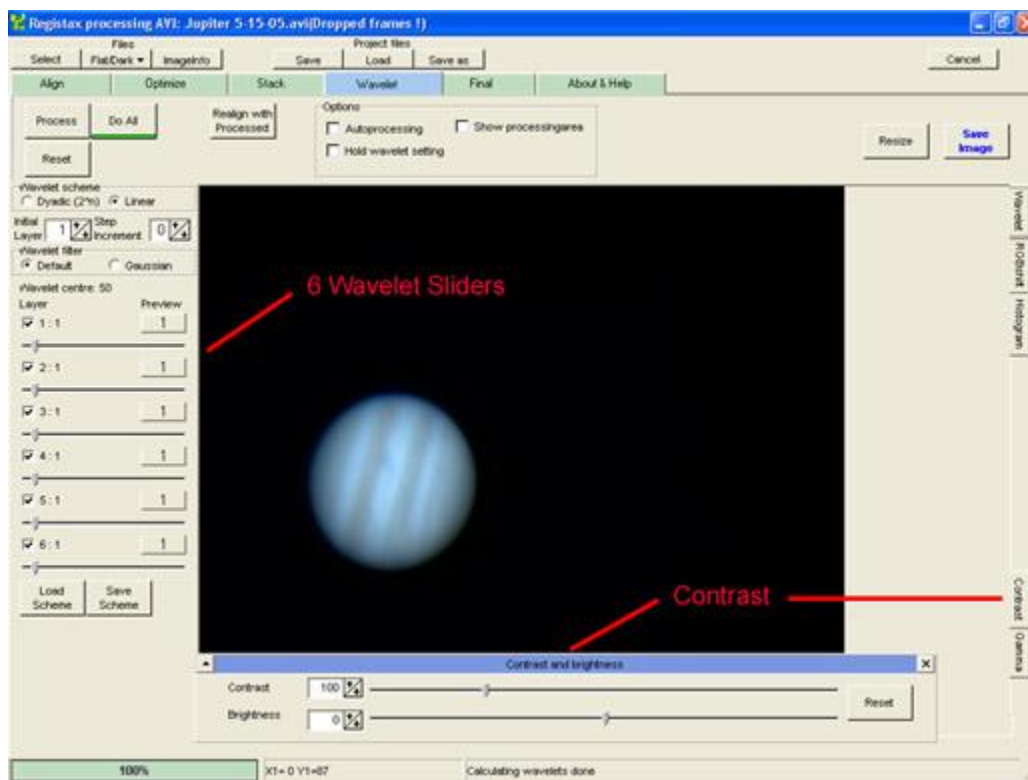 Registax processing AVI: Jupiter 5-15-05.avi(Dropped frames !)
Files
Project files
Select Flat/Dark ImageInfo Save Load Save as Cancel
Align Optimize Stack Wavelet Final About & Help
Process Do All Realign with Processed
Options
Autoprocessing Show processingarea
Hold wavelet setting
Reset
Resize Save Image
Wavelet scheme
Dyadic (2^n) Linear
Initial Layer 1 Step Increment 0
Wavelet filter
Default Gaussian
Wavelet centre: 50
Layer Preview
1 : 1 1
2 : 1 1
3 : 1 1
4 : 1 1
5 : 1 1
6 : 1 1
Load Scheme Save Scheme
6 Wavelet Sliders
Contrast
Wavelet
RGBshift
Histogram
Contrast
Gamma
Contrast and brightness
Contrast 100
Brightness 0
Reset
100% X1= 0 Y1=87 Calculating wavelets done